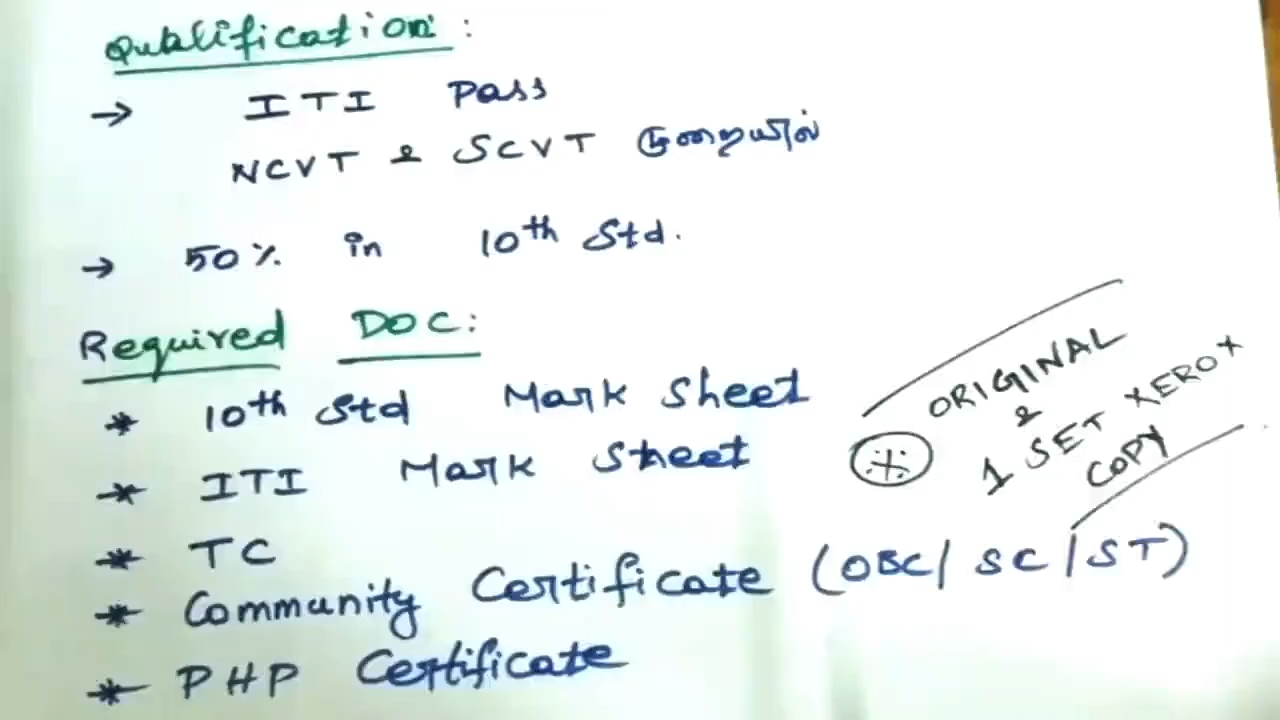 Qualification:
→ ITI Pass
NCVT & SCVT முறையில்
→ 50% in 10th Std.
Required DOC:
* 10th Std Mark Sheet
* ITI Mark Sheet
* TC
* Community Certificate (OBC/ SC/ST)
* PHP Certificate
※ ORIGINAL
&
1 SET XEROX
COPY